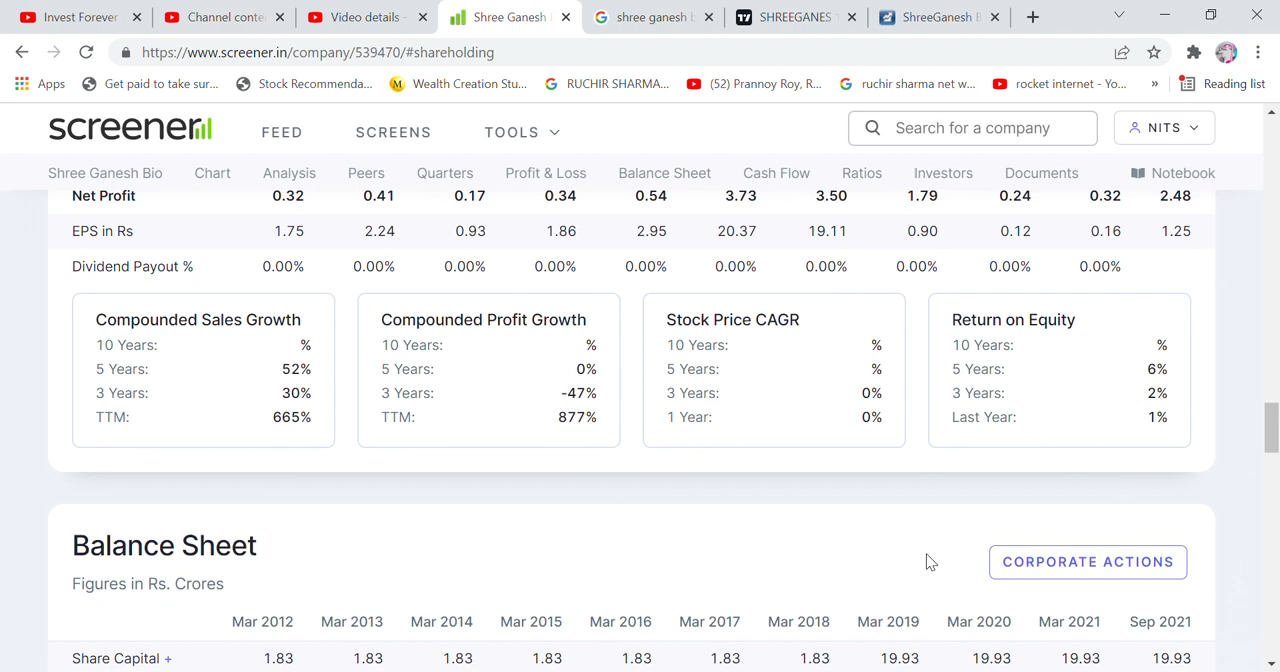 Invest Forever
Channel conte
Video details -
Shree Ganesh
shree ganesh b
SHREEGANES
ShreeGanesh B
https://www.screener.in/company/539470/#shareholding
Apps
Get paid to take sur...
Stock Recommenda...
Wealth Creation Stu...
RUCHIR SHARMA...
(52) Prannoy Roy, R...
ruchir sharma net w...
rocket internet - Yo...
»
Reading list
screener
FEED
SCREENS
TOOLS
Search for a company
NITS
Shree Ganesh Bio
Chart
Analysis
Peers
Quarters
Profit & Loss
Balance Sheet
Cash Flow
Ratios
Investors
Documents
Notebook
Net Profit 0.32 0.41 0.17 0.34 0.54 3.73 3.50 1.79 0.24 0.32 2.48
EPS in Rs 1.75 2.24 0.93 1.86 2.95 20.37 19.11 0.90 0.12 0.16 1.25
Dividend Payout % 0.00% 0.00% 0.00% 0.00% 0.00% 0.00% 0.00% 0.00% 0.00% 0.00%
Compounded Sales Growth
10 Years: %
5 Years: 52%
3 Years: 30%
TTM: 665%
Compounded Profit Growth
10 Years: %
5 Years: 0%
3 Years: -47%
TTM: 877%
Stock Price CAGR
10 Years: %
5 Years: %
3 Years: 0%
1 Year: 0%
Return on Equity
10 Years: %
5 Years: 6%
3 Years: 2%
Last Year: 1%
Balance Sheet
CORPORATE ACTIONS
Figures in Rs. Crores
Mar 2012 Mar 2013 Mar 2014 Mar 2015 Mar 2016 Mar 2017 Mar 2018 Mar 2019 Mar 2020 Mar 2021 Sep 2021
Share Capital + 1.83 1.83 1.83 1.83 1.83 1.83 1.83 19.93 19.93 19.93 19.93